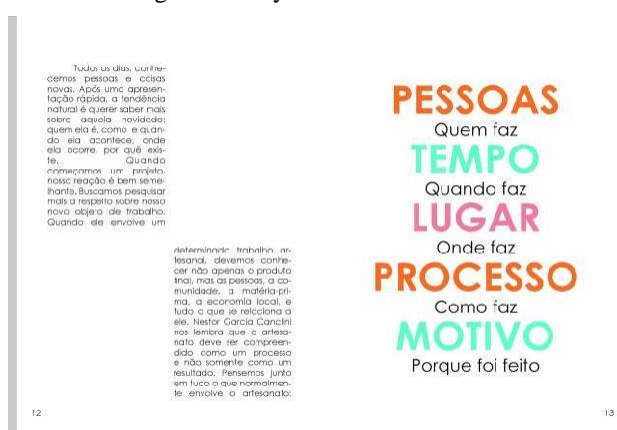 Todos os dias, conhe-
cemos pessoas e coisas
novas. Após uma apresen-
tação rápida, a tendência
natural é querer saber mais
sobre aquela novidade:
quem ela é, como e quan-
do ela acontece, onde
ela ocorre, por quê exis-
te. Quando
começamos um projeto,
nossa reação é bem seme-
lhante. Buscamos pesquisar
mais a respeito sobre nosso
novo objeto de trabalho.
Quando ele envolve um
determinado trabalho ar-
tesanal, devemos conhe-
cer não apenas o produto
final, mas as pessoas, a co-
munidade, a matéria-pri-
ma, a economia local, e
tudo o que se relaciona a
ele. Nestor Garcia Canclini
nos lembra que o artesa-
nato deve ser compreen-
dido como um processo
e não somente como um
resultado. Pensemos junto
em tudo o que normalmen-
te envolve o artesanato:
12
PESSOAS
Quem faz
TEMPO
Quando faz
LUGAR
Onde faz
PROCESSO
Como faz
MOTIVO
Porque foi feito
13